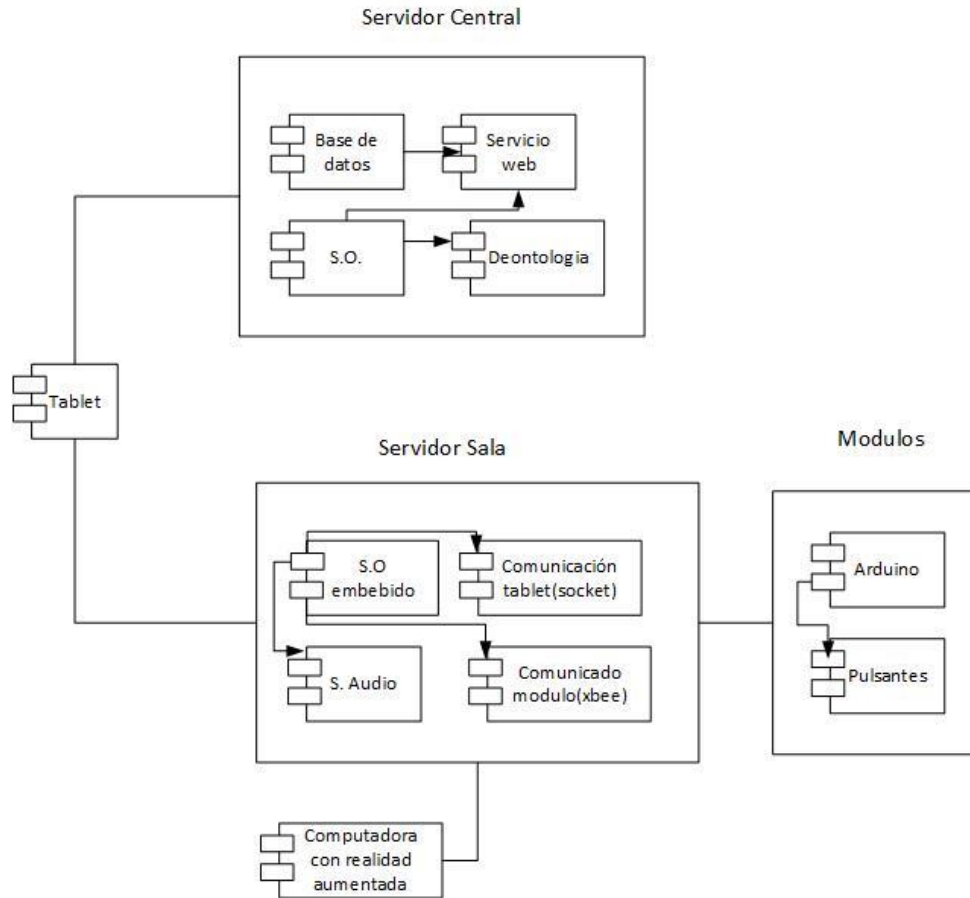 Servidor Central
Base de
datos
Servicio
web
S.O.
Deontologia
Tablet
Servidor Sala
Modulos
S.O
embebido
Comunicación
tablet(socket)
Arduino
S. Audio
Comunicado
modulo(xbee)
Pulsantes
Computadora
con realidad
aumentada